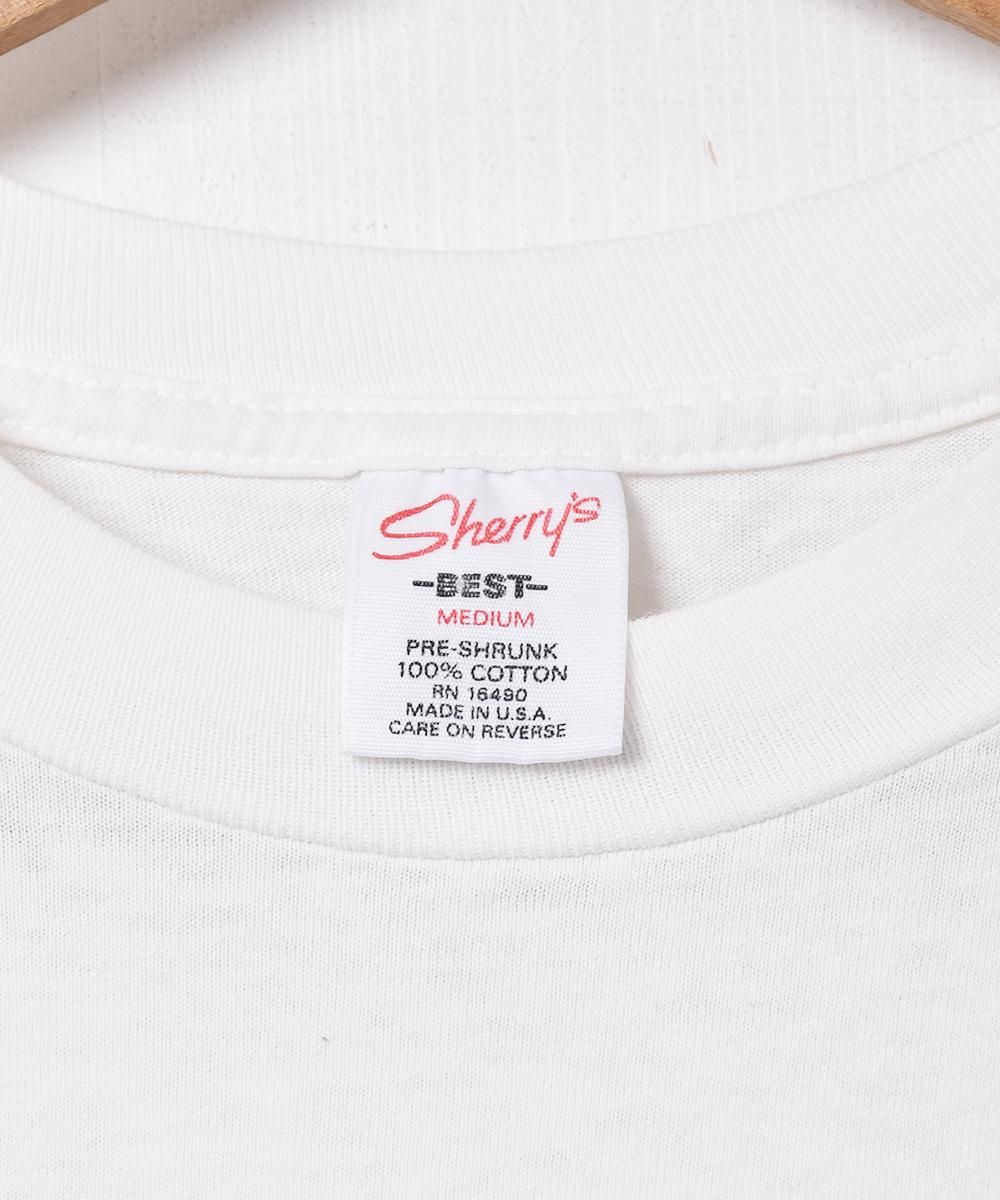 Sherry's
-BEST-
MEDIUM
PRE-SHRUNK
100% COTTON
RN 16490
MADE IN U.S.A.
CARE ON REVERSE